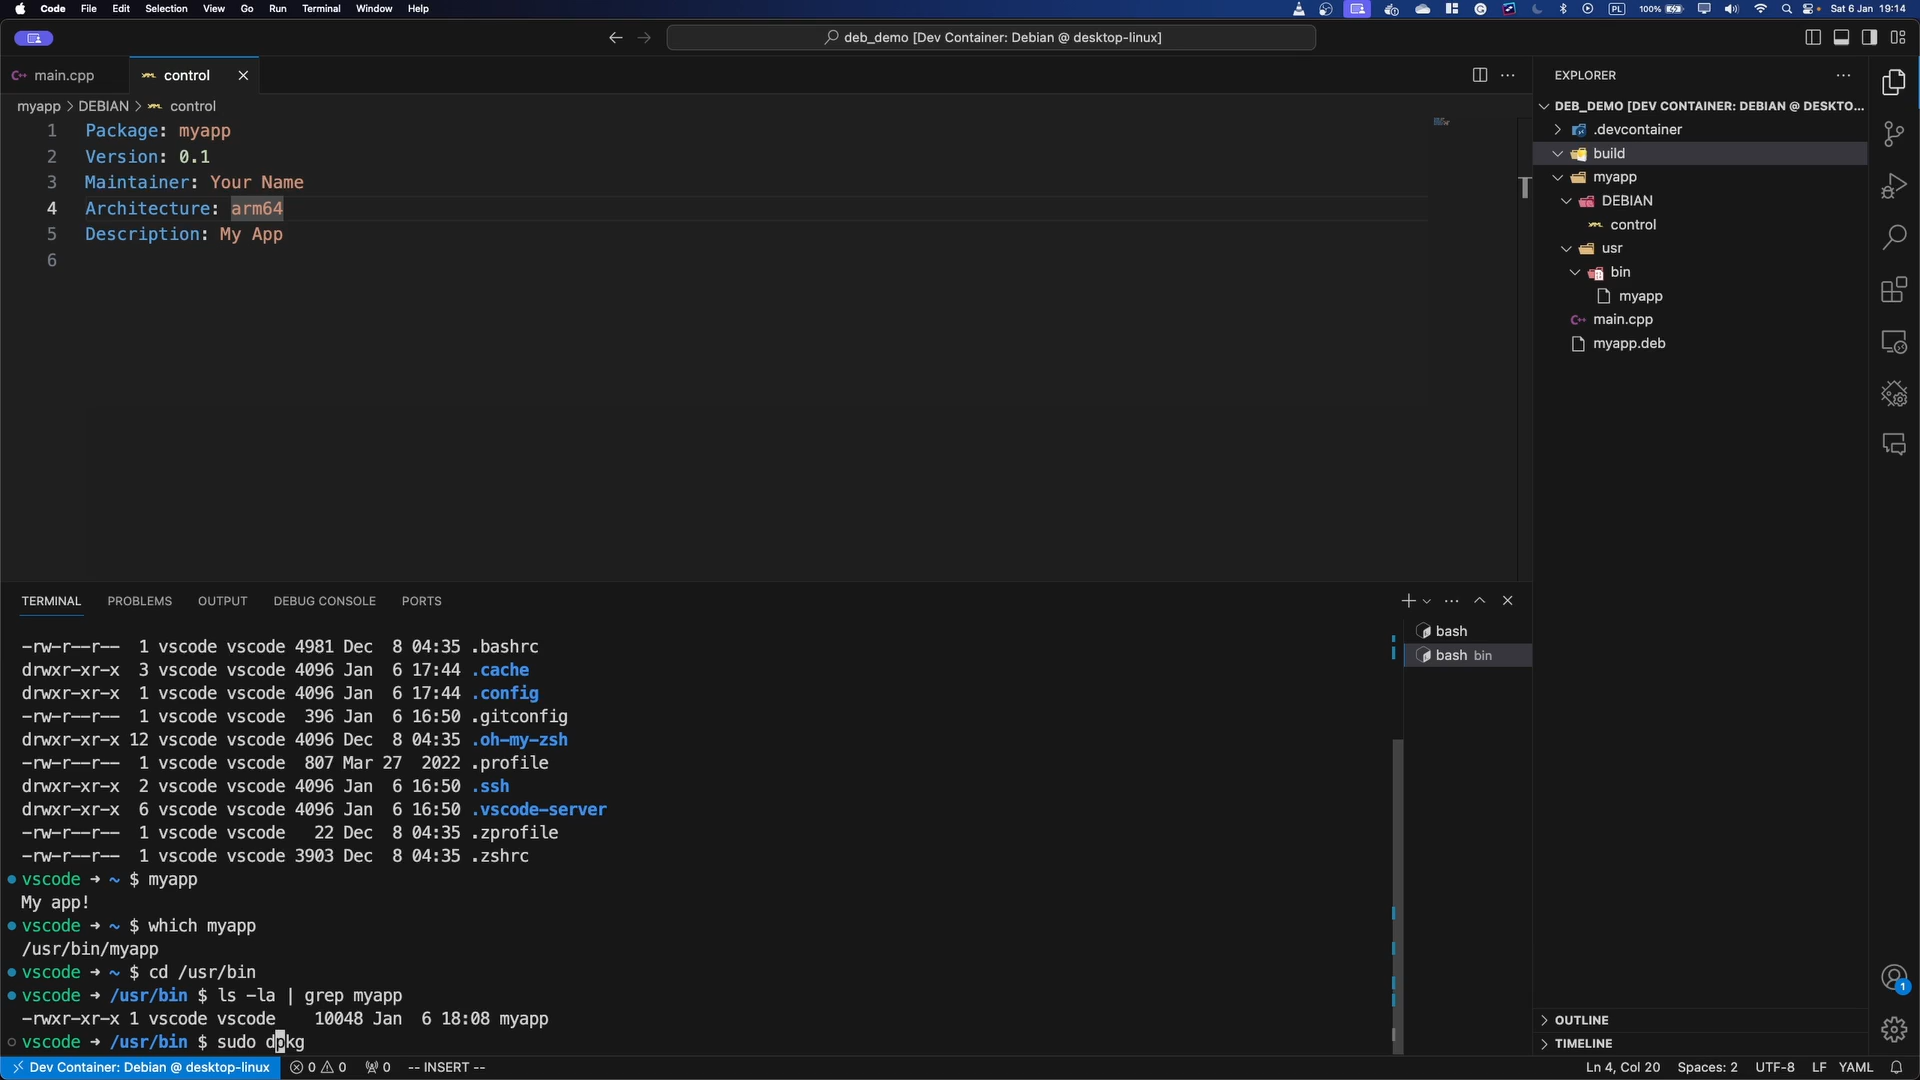 Code File Edit Selection View Go Run Terminal Window Help PL 100% Sat 6 Jan 19:14
deb_demo [Dev Container: Debian @ desktop-linux]
main.cpp control
myapp > DEBIAN > control
1 Package: myapp
2 Version: 0.1
3 Maintainer: Your Name
4 Architecture: arm64
5 Description: My App
6
EXPLORER
DEB_DEMO [DEV CONTAINER: DEBIAN @ DESKTO...
.devcontainer
build
myapp
DEBIAN
control
usr
bin
myapp
main.cpp
myapp.deb
TERMINAL PROBLEMS OUTPUT DEBUG CONSOLE PORTS
bash
bash bin
-rw-r--r-- 1 vscode vscode 4981 Dec 8 04:35 .bashrc
drwxr-xr-x 3 vscode vscode 4096 Jan 6 17:44 .cache
drwxr-xr-x 1 vscode vscode 4096 Jan 6 17:44 .config
-rw-r--r-- 1 vscode vscode 396 Jan 6 16:50 .gitconfig
drwxr-xr-x 12 vscode vscode 4096 Dec 8 04:35 .oh-my-zsh
-rw-r--r-- 1 vscode vscode 807 Mar 27 2022 .profile
drwxr-xr-x 2 vscode vscode 4096 Jan 6 16:50 .ssh
drwxr-xr-x 6 vscode vscode 4096 Jan 6 16:50 .vscode-server
-rw-r--r-- 1 vscode vscode 22 Dec 8 04:35 .zprofile
-rw-r--r-- 1 vscode vscode 3903 Dec 8 04:35 .zshrc
vscode → ~ $ myapp
My app!
vscode → ~ $ which myapp
/usr/bin/myapp
vscode → ~ $ cd /usr/bin
vscode → /usr/bin $ ls -la | grep myapp
-rwxr-xr-x 1 vscode vscode 10048 Jan 6 18:08 myapp
vscode → /usr/bin $ sudo dpkg
1
OUTLINE
TIMELINE
Dev Container: Debian @ desktop-linux 0 0 0 -- INSERT -- Ln 4, Col 20 Spaces: 2 UTF-8 LF YAML